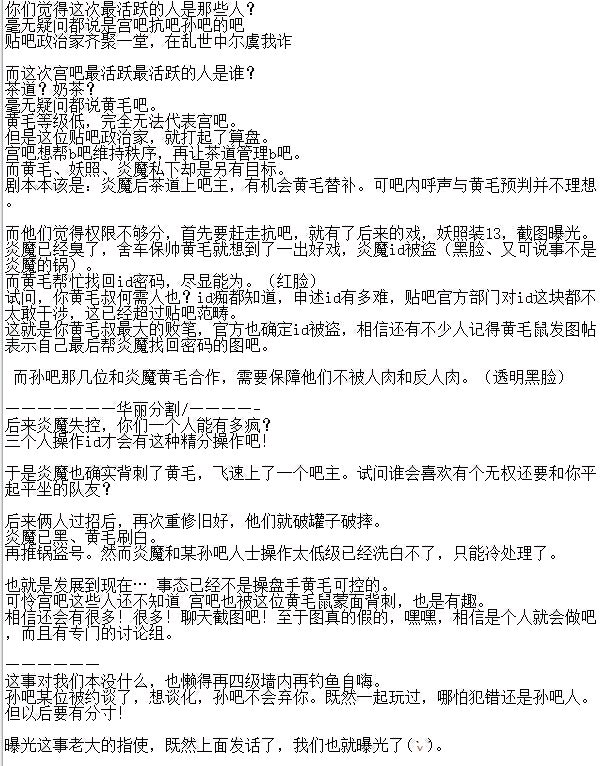 你们觉得这次最活跃的人是那些人？
毫无疑问都说是宫吧抗吧孙吧的吧
贴吧政治家齐聚一堂，在乱世中尔虞我诈
而这次宫吧最活跃最活跃的人是谁？
茶道？奶茶？
毫无疑问都说黄毛吧。
黄毛等级低，完全无法代表宫吧。
但是这位贴吧政治家，就打起了算盘。
宫吧想帮b吧维持秩序，再让茶道管理b吧。
而黄毛、妖照、炎魔私下却是另有目标。
剧本本该是：炎魔后茶道上吧主，有机会黄毛替补。可吧内呼声与黄毛预判并不理想
。
而他们觉得权限不够分，首先要赶走抗吧，就有了后来的戏，妖照装13，截图曝光。
炎魔已经臭了，舍车保帅黄毛就想到了一出好戏，炎魔id被盗（黑脸、又可说事不是
炎魔的锅）。
而黄毛帮忙找回id密码，尽显能为。（红脸）
试问，你黄毛叔何需人也？id痴都知道，申述id有多难，贴吧官方部门对id这块都不
太敢干涉，这已经超过贴吧范畴。
这就是你黄毛叔最大的败笔，官方也确定id被盗，相信还有不少人记得黄毛鼠发图帖
表示自己最后帮炎魔找回密码的图吧。
而孙吧那几位和炎魔黄毛合作，需要保障他们不被人肉和反人肉。（透明黑脸）
———————华丽分割/————-
后来炎魔失控，你们一个人能有多疯？
三个人操作id才会有这种精分操作吧！
于是炎魔也确实背刺了黄毛，飞速上了一个吧主。试问谁会喜欢有个无权还要和你平
起平坐的队友？
后来俩人过招后，再次重修旧好，他们就破罐子破摔。
炎魔已黑、黄毛刷白。
再推锅盗号。然而炎魔和某孙吧人士操作太低级已经洗白不了，只能冷处理了。
也就是发展到现在… 事态已经不是操盘手黄毛可控的。
可怜宫吧这些人还不知道 宫吧也被这位黄毛鼠蒙面背刺，也是有趣。
相信还会有很多！很多！聊天截图吧！至于图真的假的，嘿嘿，相信是个人就会做吧
，而且有专门的讨论组。
——————
这事对我们本没什么，也懒得再四级墙内再钓鱼自嗨。
孙吧某位被约谈了，想谈化，孙吧不会弃你。既然一起玩过，哪怕犯错还是孙吧人。
但以后要有分寸！
曝光这事老大的指使，既然上面发话了，我们也就曝光了(ṽ)。